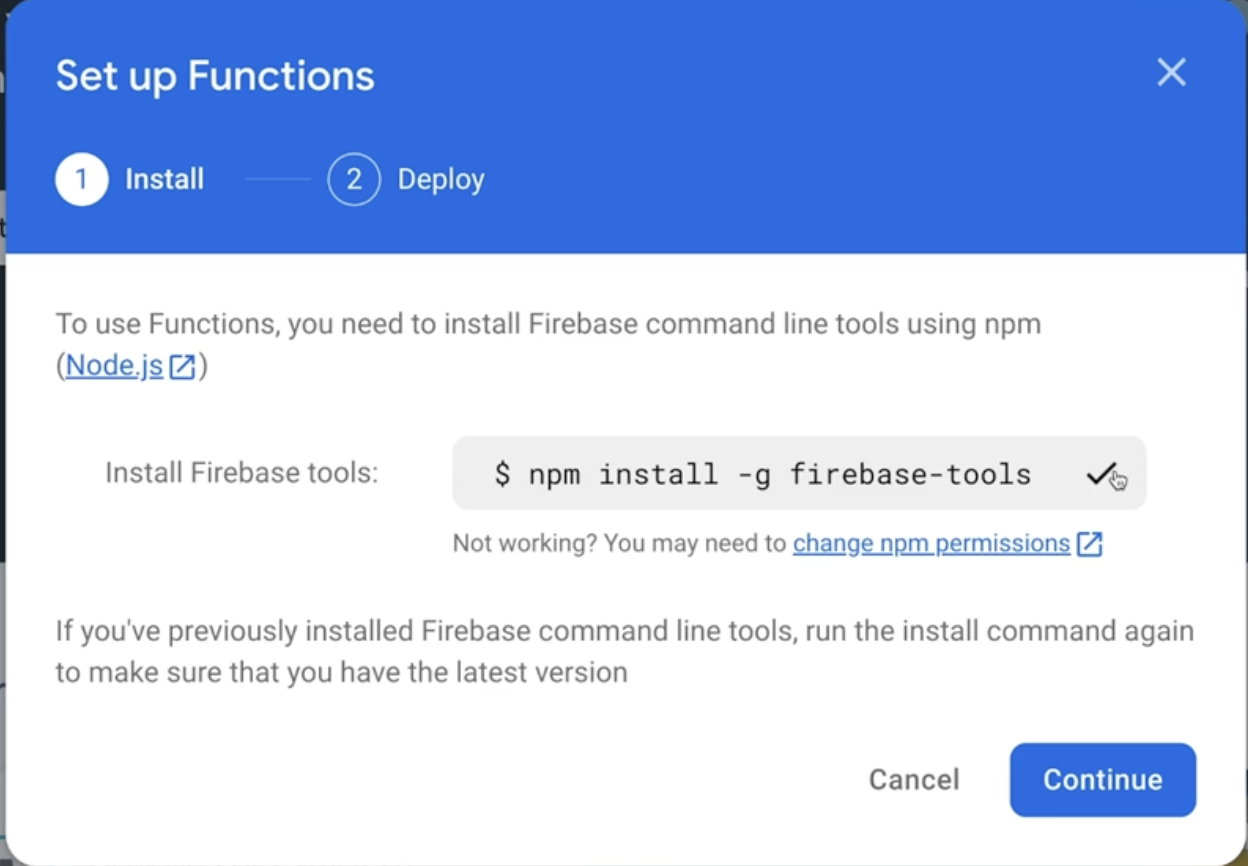 Set up Functions
1 Install 2 Deploy
To use Functions, you need to install Firebase command line tools using npm
(Node.js)
Install Firebase tools: $ npm install -g firebase-tools
Not working? You may need to change npm permissions
If you've previously installed Firebase command line tools, run the install command again
to make sure that you have the latest version
Cancel Continue